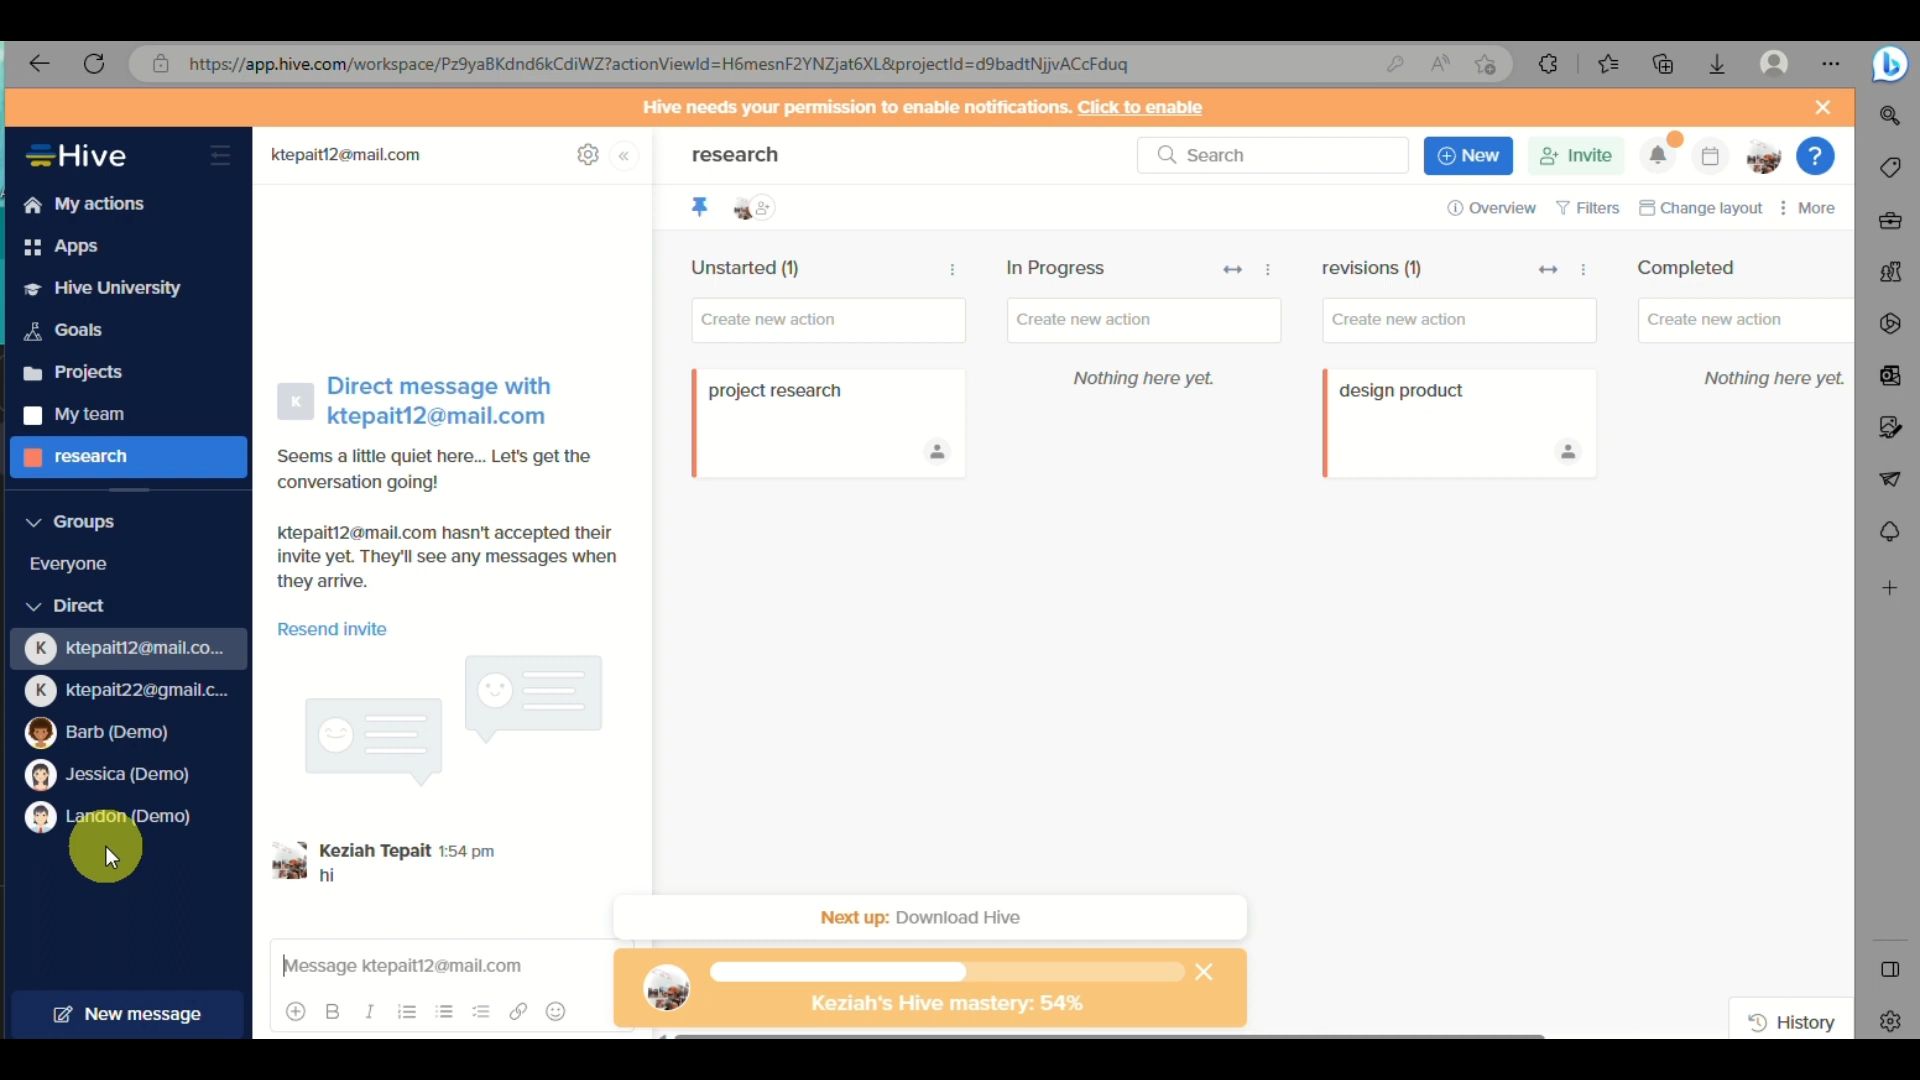 https://app.hive.com/workspace/Pz9yaBKdnd6kCdiWZ?actionViewId=H6mesnF2YNZjat6XL&projectId=d9badtNjjvACcFduq
Hive needs your permission to enable notifications. Click to enable
Hive
My actions
Apps
Hive University
Goals
Projects
My team
research
Groups
Everyone
Direct
K ktepait12@mail.co...
K ktepait22@gmail.c...
Barb (Demo)
Jessica (Demo)
Landon (Demo)
New message
ktepait12@mail.com
K
Direct message with
ktepait12@mail.com
Seems a little quiet here... Let's get the
conversation going!
ktepait12@mail.com hasn't accepted their
invite yet. They'll see any messages when
they arrive.
Resend invite
Keziah Tepait 1:54 pm
hi
Message ktepait12@mail.com
research
Search
New
Invite
?
Overview
Filters
Change layout
More
Unstarted (1)
Create new action
project research
In Progress
Create new action
Nothing here yet.
revisions (1)
Create new action
design product
Completed
Create new action
Nothing here yet.
Next up: Download Hive
Keziah's Hive mastery: 54%
History